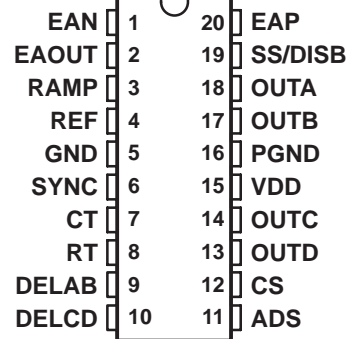 EAN 1 20 EAP
EAOUT 2 19 SS/DISB
RAMP 3 18 OUTA
REF 4 17 OUTB
GND 5 16 PGND
SYNC 6 15 VDD
CT 7 14 OUTC
RT 8 13 OUTD
DELAB 9 12 CS
DELCD 10 11 ADS